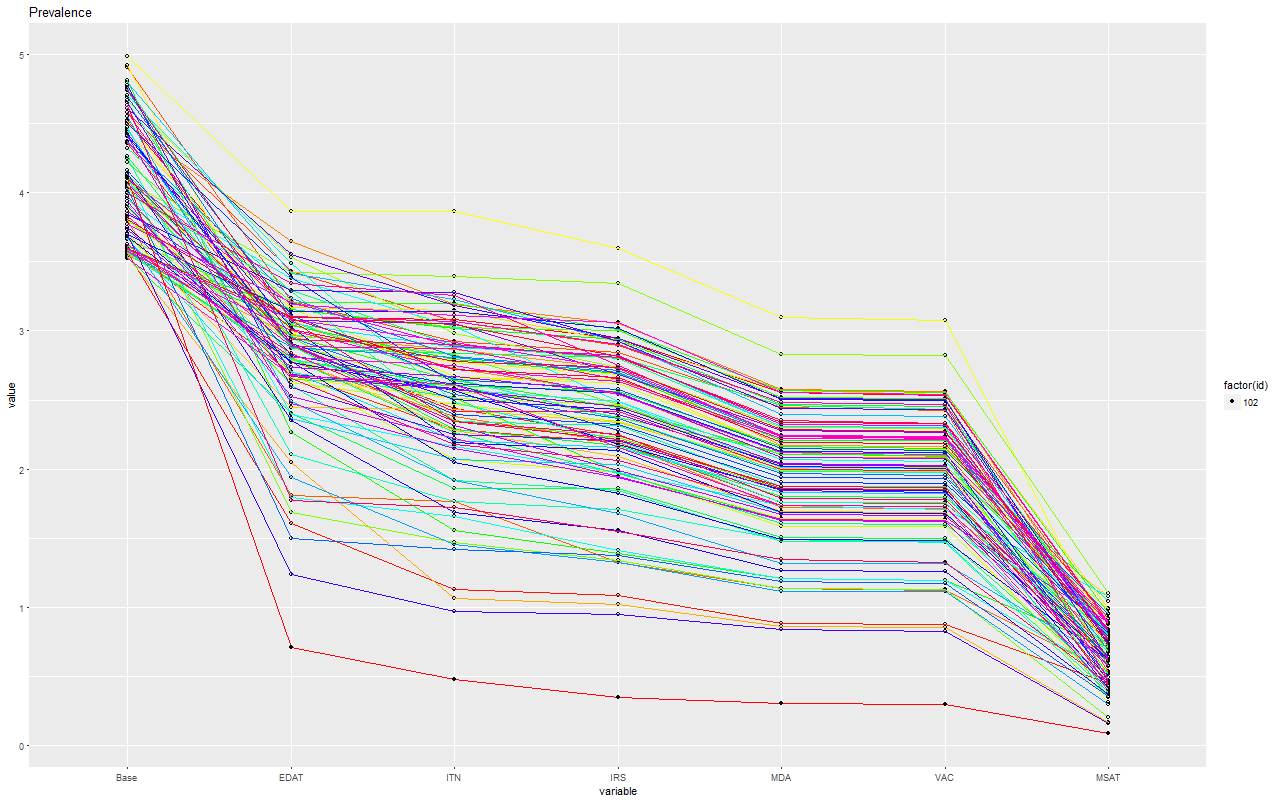 Prevalence
5
4
3
2
1
0
value
Base EDAT ITN IRS MDA VAC MSAT
variable
factor(id)
102